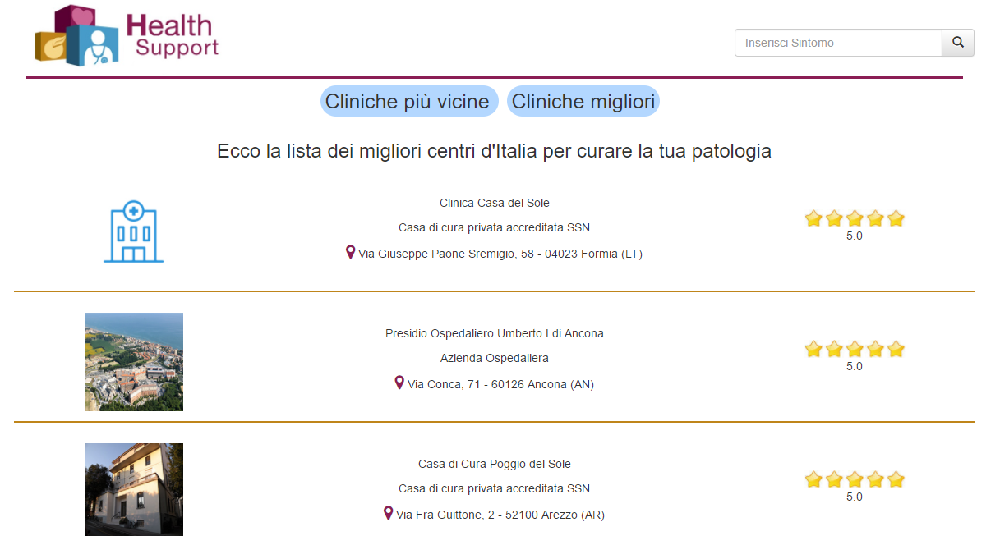 Health
Support
Inserisci Sintomo
Cliniche più vicine
Cliniche migliori
Ecco la lista dei migliori centri d'Italia per curare la tua patologia
Clinica Casa del Sole
Casa di cura privata accreditata SSN
Via Giuseppe Paone Sremigio, 58 - 04023 Formia (LT)
5.0
Presidio Ospedaliero Umberto I di Ancona
Azienda Ospedaliera
Via Conca, 71 - 60126 Ancona (AN)
5.0
Casa di Cura Poggio del Sole
Casa di cura privata accreditata SSN
Via Fra Guittone, 2 - 52100 Arezzo (AR)
5.0